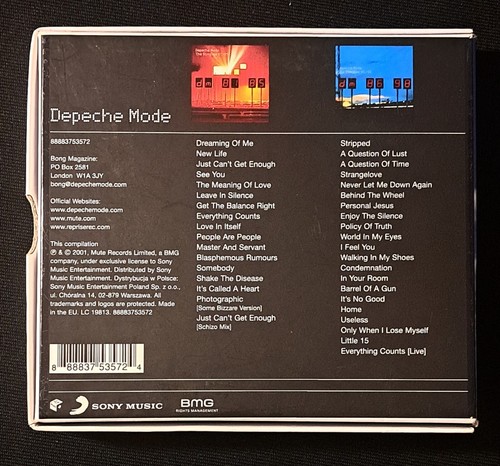 Depeche Mode
dm 81 85
dm 86 98
Depeche Mode
88883753572
Bong Magazine:
PO Box 2581
London W1A 3JY
bong@depechemode.com
Official Websites:
www.depechemode.com
www.mute.com
www.repriserec.com
This compilation
℗ & © 2001, Mute Records Limited, a BMG
company, under exclusive license to Sony
Music Entertainment. Distributed by Sony
Music Entertainment. Dystrybucja w Polsce:
Sony Music Entertainment Poland Sp. z o.o.,
ul. Chóralna 14, 02-879 Warszawa. All
trademarks and logos are protected. Made
in the EU. LC 19813. 88883753572
Dreaming Of Me
New Life
Just Can't Get Enough
See You
The Meaning Of Love
Leave In Silence
Get The Balance Right
Everything Counts
Love In Itself
People Are People
Master And Servant
Blasphemous Rumours
Somebody
Shake The Disease
It's Called A Heart
Photographic
[Some Bizzare Version]
Just Can't Get Enough
[Schizo Mix]
Stripped
A Question Of Lust
A Question Of Time
Strangelove
Never Let Me Down Again
Behind The Wheel
Personal Jesus
Enjoy The Silence
Policy Of Truth
World In My Eyes
I Feel You
Walking In My Shoes
Condemnation
In Your Room
Barrel Of A Gun
It's No Good
Home
Useless
Only When I Lose Myself
Little 15
Everything Counts [Live]
8 88837 53572 4
SONY MUSIC
BMG
RIGHTS MANAGEMENT